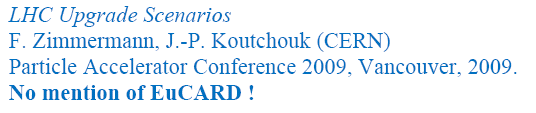 LHC Upgrade Scenarios
F. Zimmermann, J.-P. Koutchouk (CERN)
Particle Accelerator Conference 2009, Vancouver, 2009.
No mention of EuCARD !